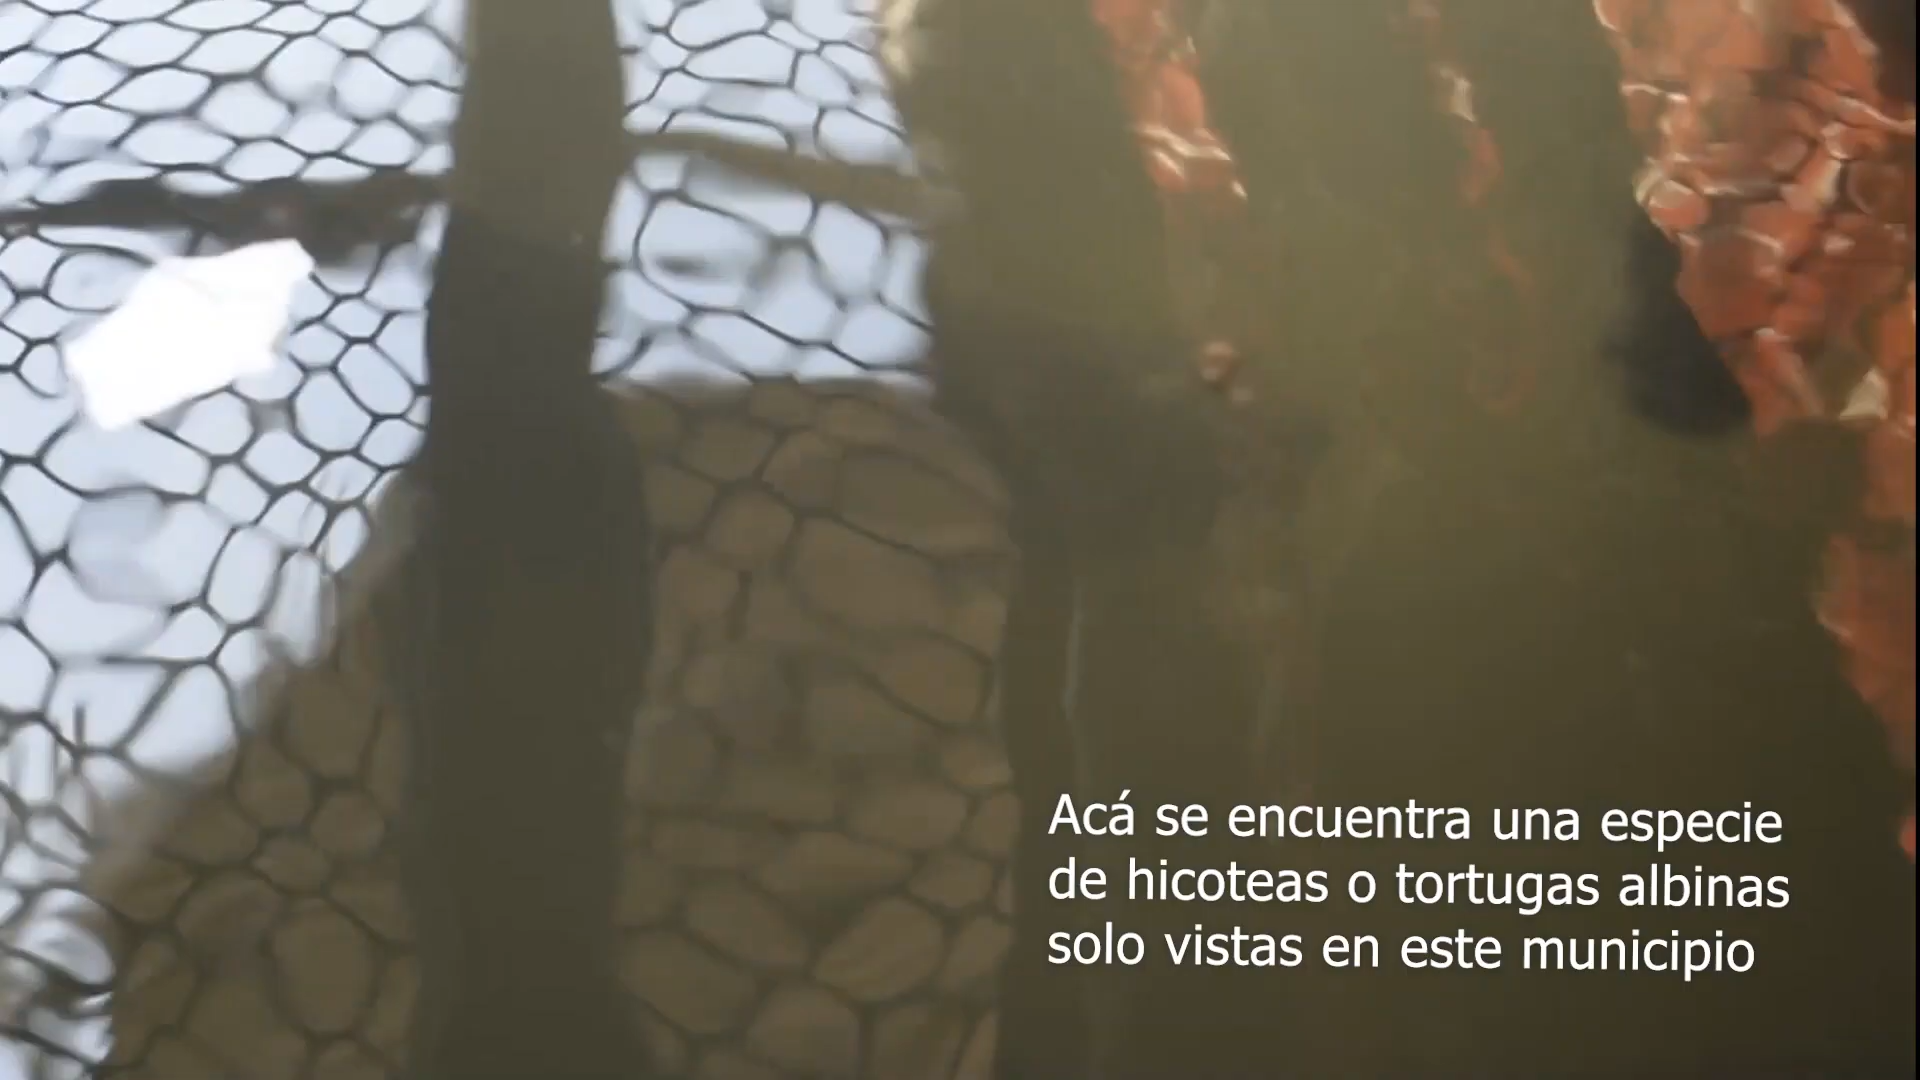 Acá se encuentra una especie
de hicoteas o tortugas albinas
solo vistas en este municipio